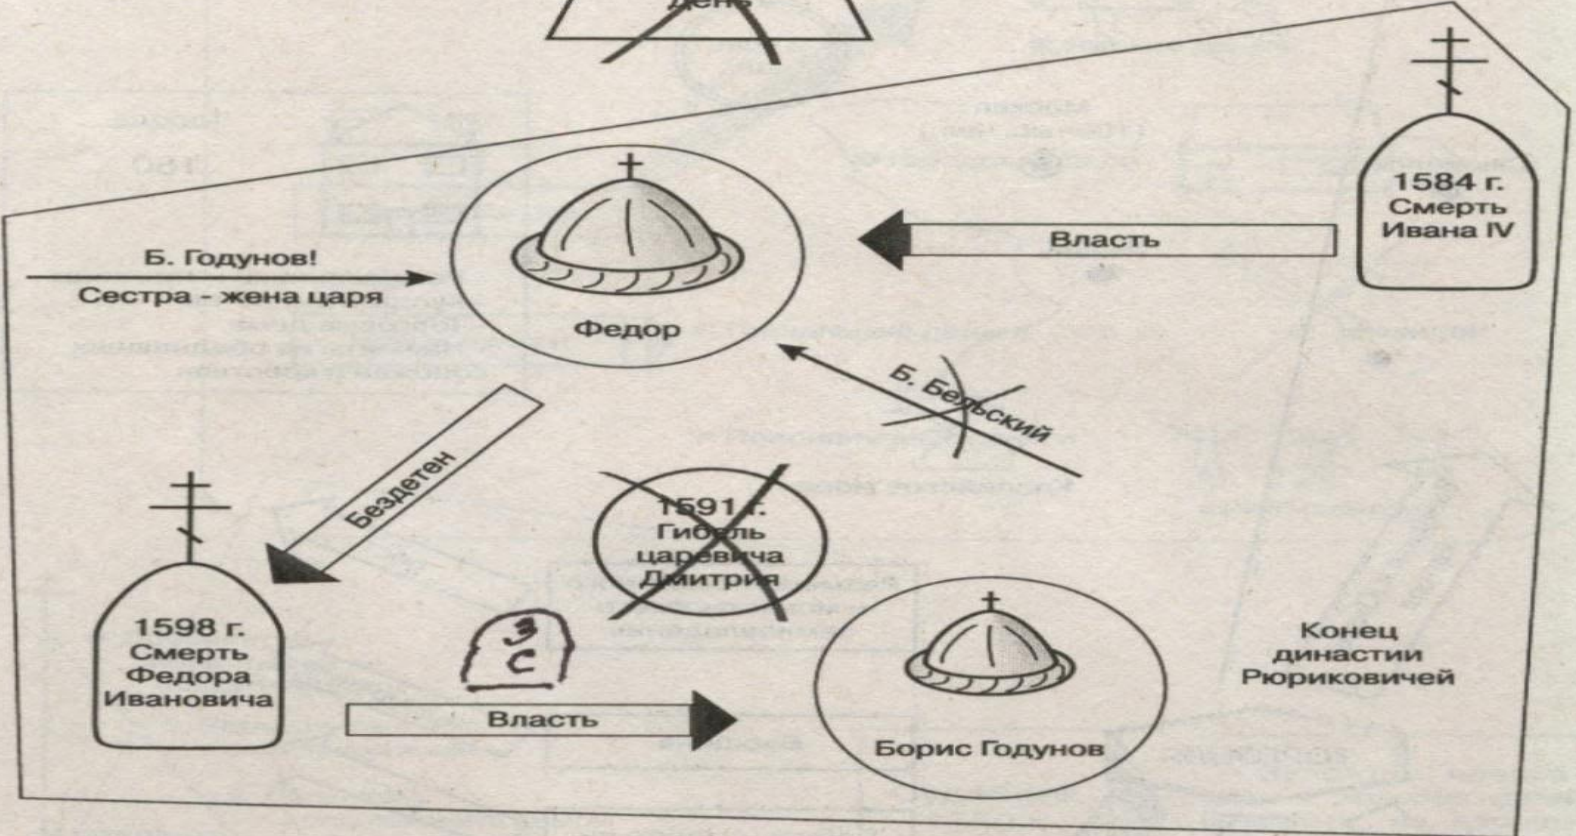 День
1584 г.
Смерть
Ивана IV
Власть
Б. Годунов!
Сестра - жена царя
Федор
Б. Бельский
Бездетен
1591 г.
Гибель
царевича
Дмитрия
1598 г.
Смерть
Федора
Ивановича
З
С
Власть
Борис Годунов
Конец
династии
Рюриковичей